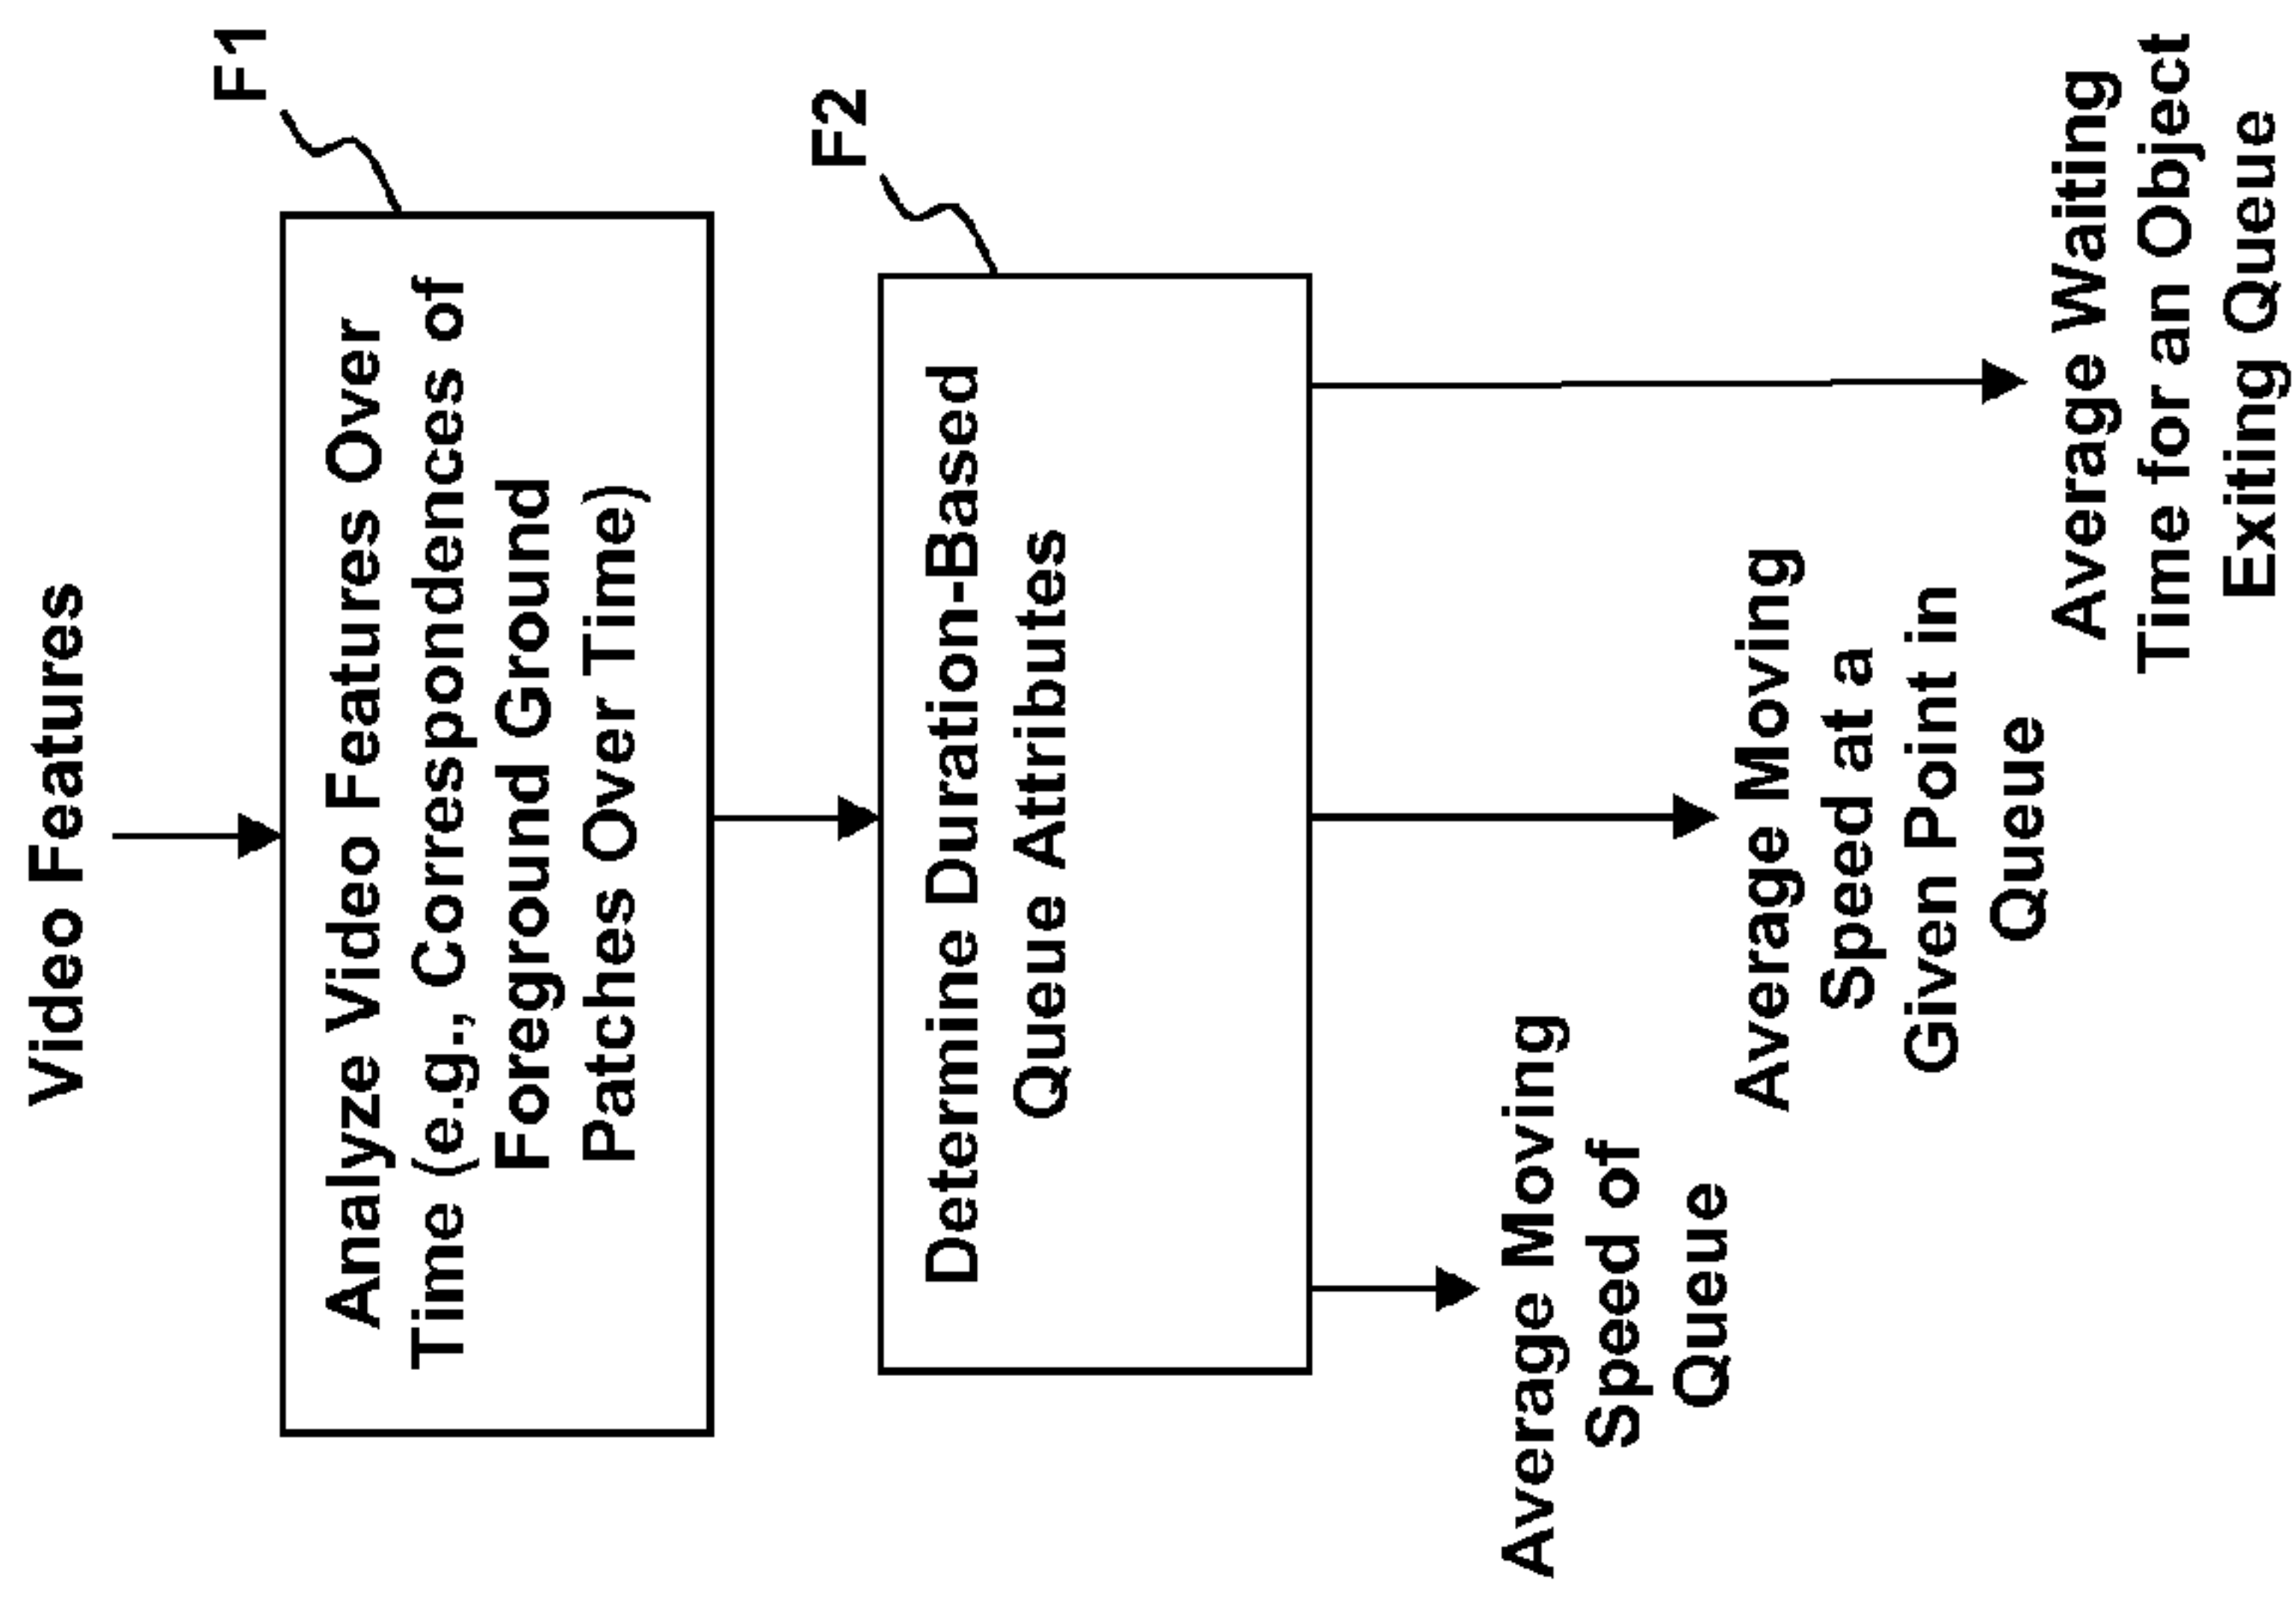 Video Features
F1
Analyze Video Features Over
Time (e.g., Correspondences of
Foreground Ground
Patches Over Time)
F2
Determine Duration-Based
Queue Attributes
Average Moving
Speed of
Queue
Average Moving
Speed at a
Given Point in
Queue
Average Waiting
Time for an Object
Exiting Queue